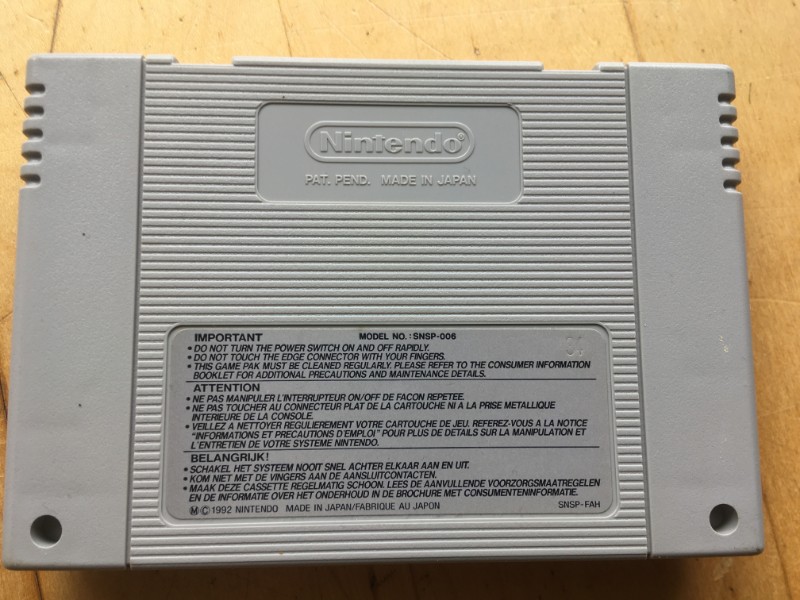 Nintendo®
PAT. PEND. MADE IN JAPAN
IMPORTANT MODEL NO.: SNSP-006
• DO NOT TURN THE POWER SWITCH ON AND OFF RAPIDLY.
• DO NOT TOUCH THE EDGE CONNECTOR WITH YOUR FINGERS.
• THIS GAME PAK MUST BE CLEANED REGULARLY. PLEASE REFER TO THE CONSUMER INFORMATION
BOOKLET FOR ADDITIONAL PRECAUTIONS AND MAINTENANCE DETAILS.
ATTENTION
• NE PAS MANIPULER L'INTERRUPTEUR ON/OFF DE FACON REPETEE.
• NE PAS TOUCHER AU CONNECTEUR PLAT DE LA CARTOUCHE NI A LA PRISE METALLIQUE
INTERIEURE DE LA CONSOLE.
• VEILLEZ A NETTOYER REGULIEREMENT VOTRE CARTOUCHE DE JEU. REFEREZ-VOUS A LA NOTICE
"INFORMATIONS ET PRECAUTIONS D'EMPLOI" POUR PLUS DE DETAILS SUR LA MANIPULATION ET
L'ENTRETIEN DE VOTRE SYSTEME NINTENDO.
BELANGRIJK!
• SCHAKEL HET SYSTEEM NOOIT SNEL ACHTER ELKAAR AAN EN UIT.
• KOM NIET MET DE VINGERS AAN DE AANSLUITCONTACTEN.
• MAAK DEZE CASSETTE REGELMATIG SCHOON. LEES DE AANVULLENDE VOORZORGSMAATREGELEN
EN DE INFORMATIE OVER HET ONDERHOUD IN DE BROCHURE MET CONSUMENTENINFORMATIE.
Ⓜ©1992 NINTENDO MADE IN JAPAN/FABRIQUE AU JAPON SNSP-FAH